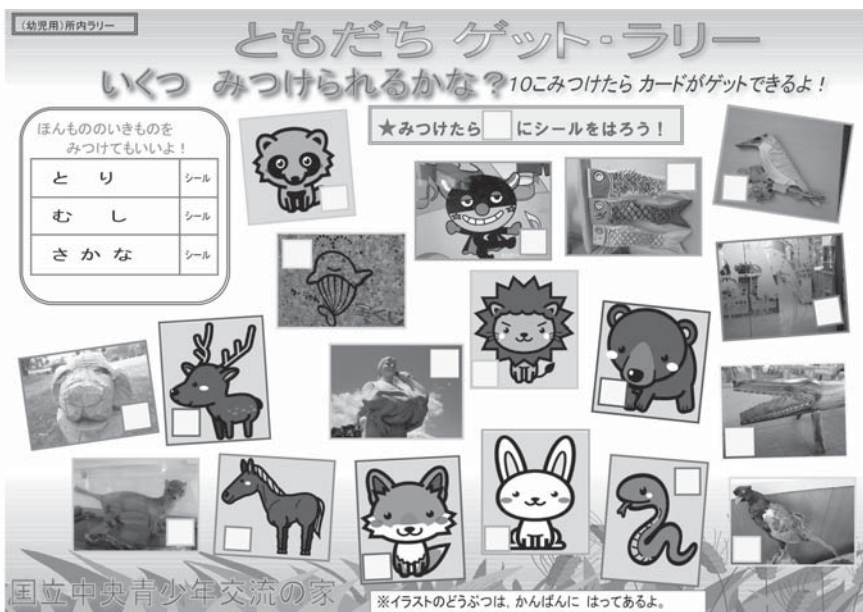 (幼児用)所内ラリー
ともだち ゲット・ラリー
いくつ みつけられるかな?10こみつけたら カードがゲットできるよ!
ほんもののいきものを
みつけてもいいよ!
とり シール
むし シール
さかな シール
★みつけたら□にシールをはろう!
国立中央青少年交流の家
※イラストのどうぶつは,かんばんに はってあるよ。